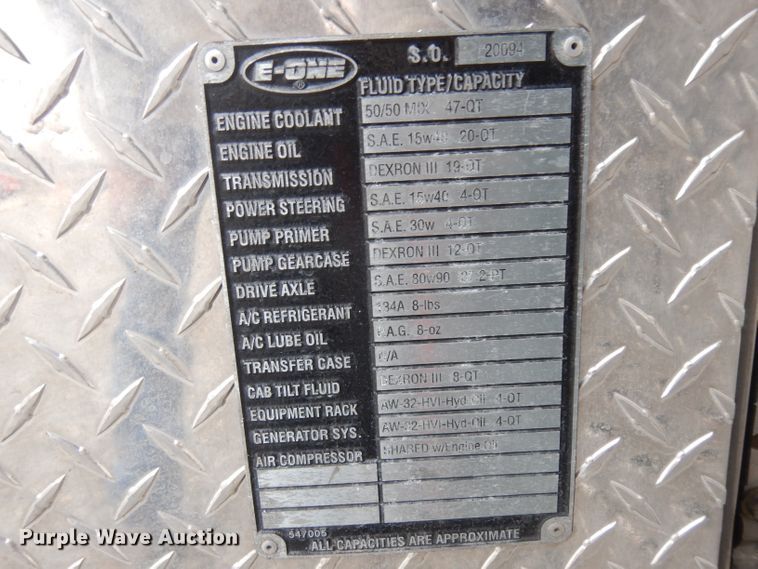 E-ONE ® S.O. 20094
FLUID TYPE/CAPACITY
ENGINE COOLANT 50/50 MIX 47-QT
ENGINE OIL S.A.E. 15w40 20-QT
TRANSMISSION DEXRON III 19-QT
POWER STEERING S.A.E. 15w40 4-QT
PUMP PRIMER S.A.E. 30w 4-QT
PUMP GEARCASE DEXRON III 12-QT
DRIVE AXLE S.A.E. 80w90
A/C REFRIGERANT 134A 8-lbs
A/C LUBE OIL P.A.G. 8-oz
TRANSFER CASE N/A
CAB TILT FLUID DEXRON III 8-QT
EQUIPMENT RACK AW-32-HVI-Hyd-Oil 4-QT
GENERATOR SYS. AW-32-HVI-Hyd-Oil 4-QT
AIR COMPRESSOR SHARED w/Engine Oil
547005
ALL CAPACITIES ARE APPROXIMATE
Purple Wave Auction